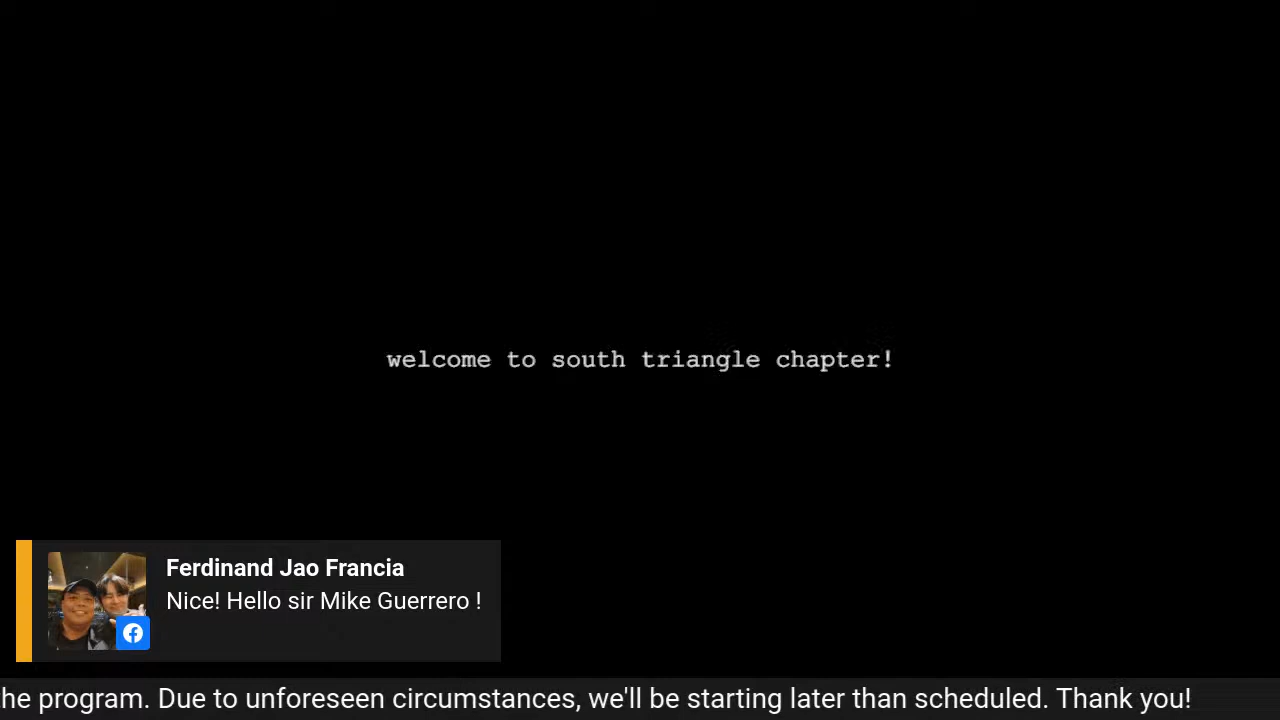 welcome to south triangle chapter!
Ferdinand Jao Francia
Nice! Hello sir Mike Guerrero !
he program. Due to unforeseen circumstances, we'll be starting later than scheduled. Thank you!